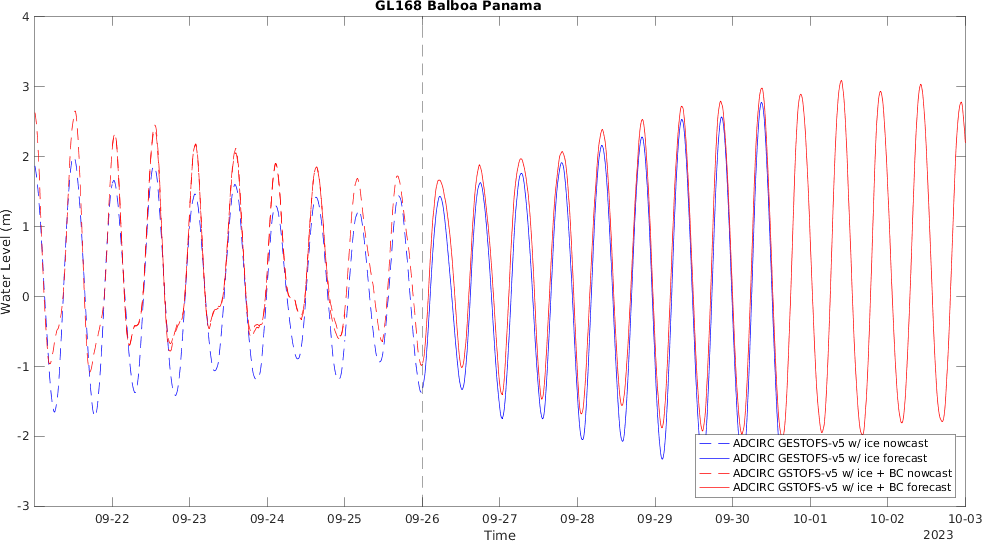 GL168 Balboa Panama
4
3
2
1
0
-1
-2
-3
Water Level (m)
ADCIRC GESTOFS-v5 w/ ice nowcast
ADCIRC GESTOFS-v5 w/ ice forecast
ADCIRC GSTOFS-v5 w/ ice + BC nowcast
ADCIRC GSTOFS-v5 w/ ice + BC forecast
09-22 09-23 09-24 09-25 09-26 09-27 09-28 09-29 09-30 10-01 10-02 10-03
Time
2023